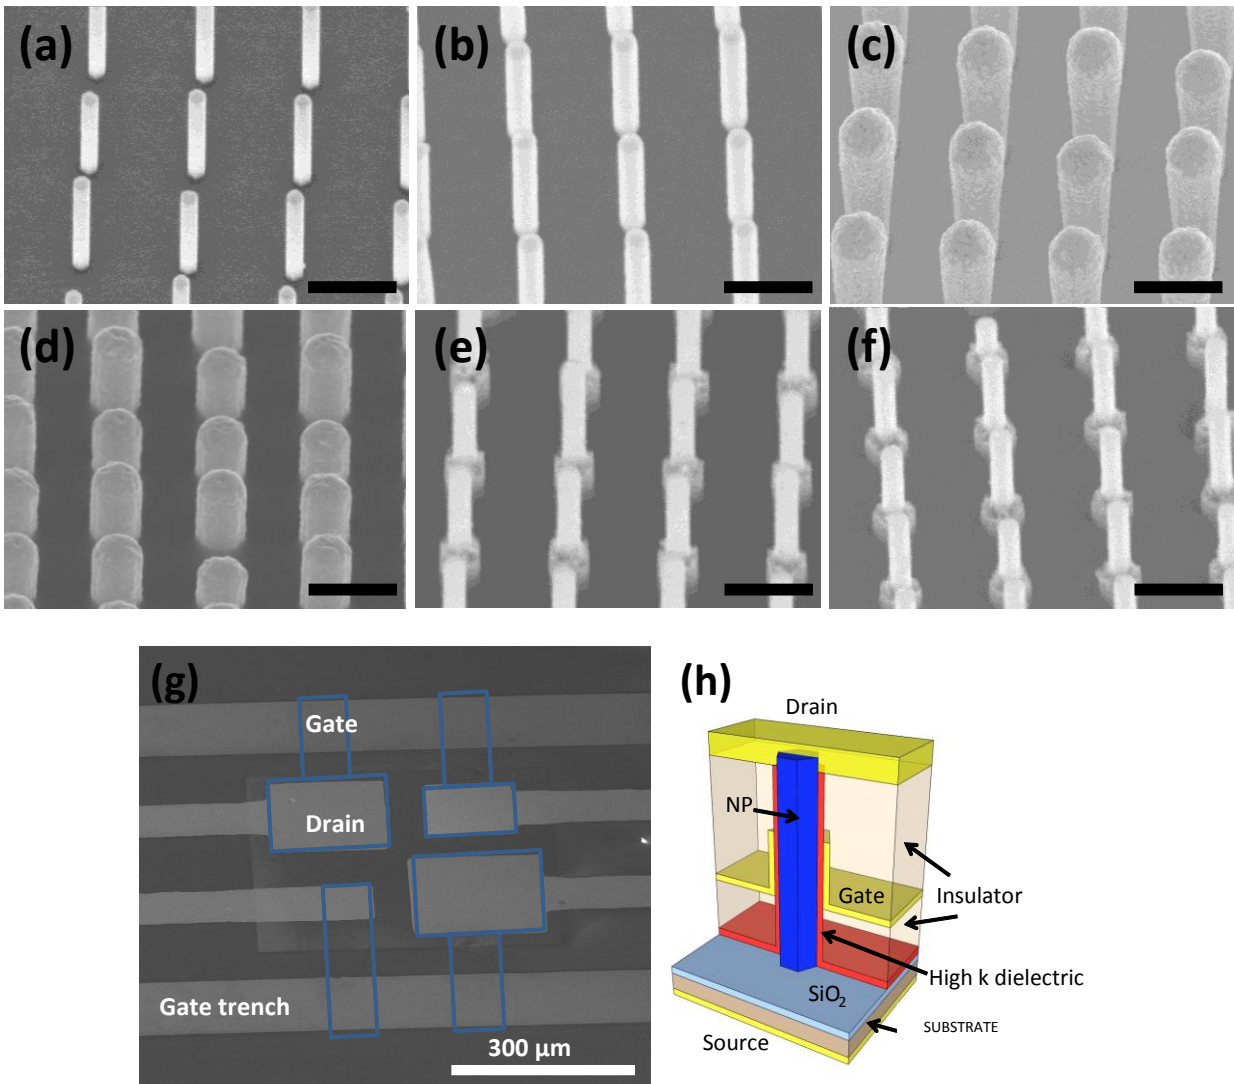 (a)
(b)
(c)
(d)
(e)
(f)
(g)
Gate
Drain
Gate trench
300 µm
(h)
Drain
NP
Gate
Insulator
High k dielectric
SiO₂
SUBSTRATE
Source